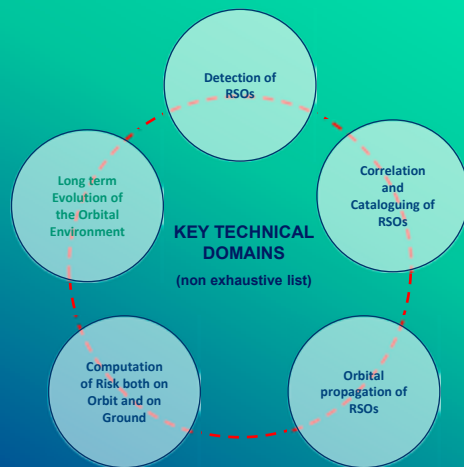 Detection of
RSOs
Correlation
and
Cataloguing of
RSOs
Orbital
propagation of
RSOs
Computation
of Risk both on
Orbit and on
Ground
Long term
Evolution of
the Orbital
Environment
KEY TECHNICAL
DOMAINS
(non exhaustive list)